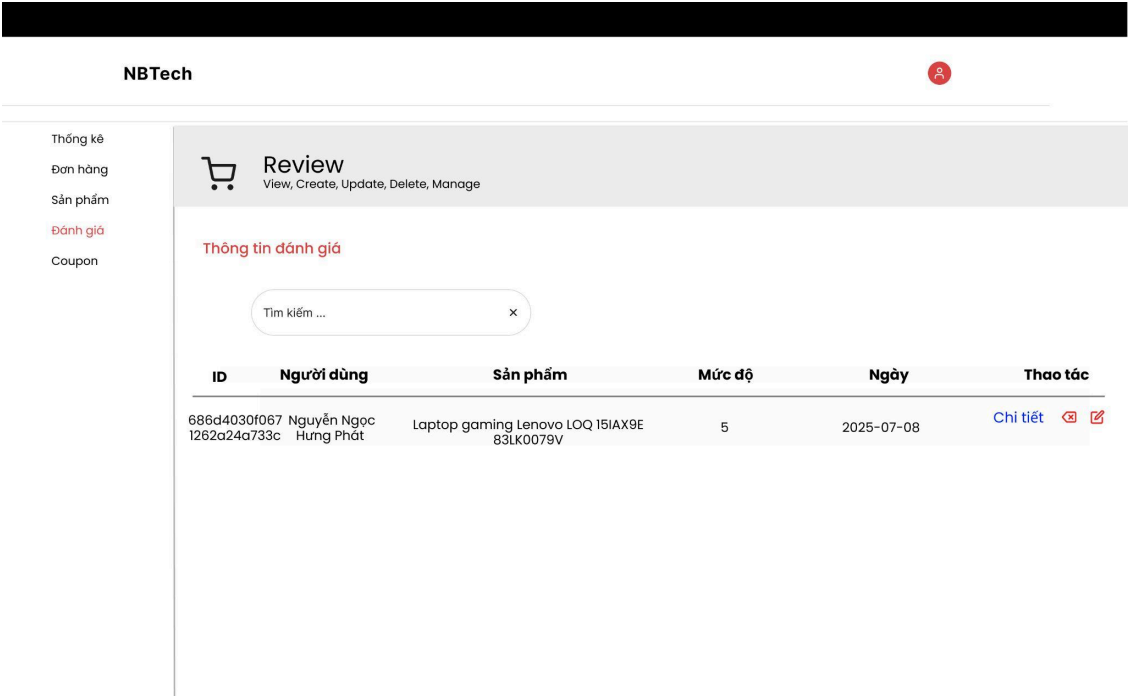 NBTech
Thống kê
Đơn hàng
Sản phẩm
Đánh giá
Coupon
Review
View, Create, Update, Delete, Manage
Thông tin đánh giá
Tìm kiếm ...
ID Người dùng Sản phẩm Mức độ Ngày Thao tác
686d4030f067 Nguyễn Ngọc Laptop gaming Lenovo LOQ 15IAX9E 5 2025-07-08 Chi tiết
1262a24a733c Hưng Phát 83LK0079V